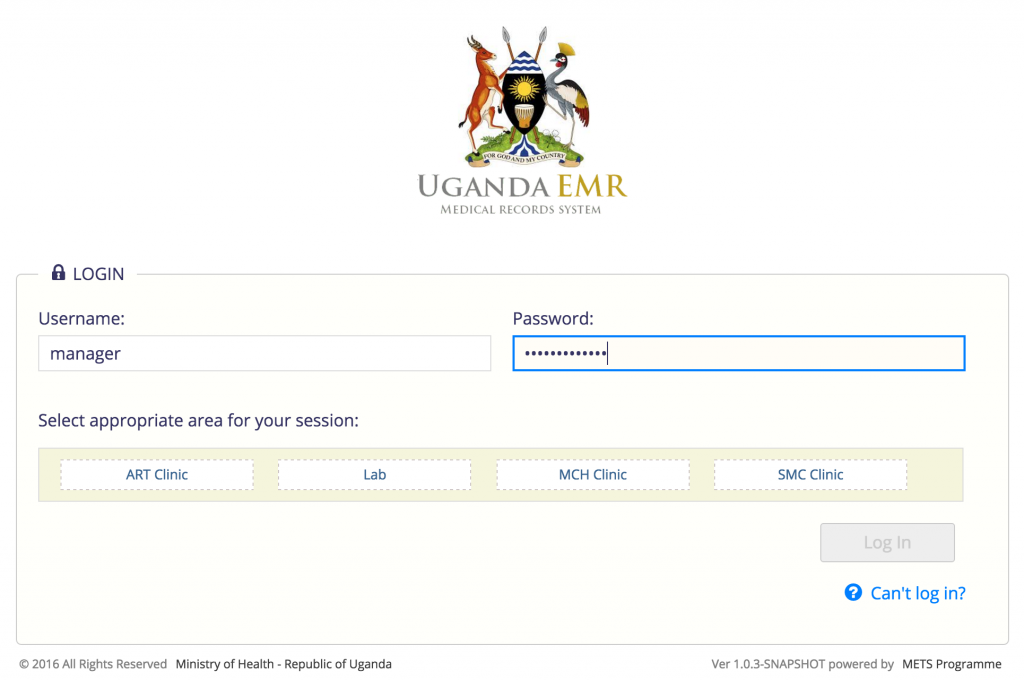 FOR GOD AND MY COUNTRY
UGANDA EMR
MEDICAL RECORDS SYSTEM
LOGIN
Username: Password:
manager •••••••••••••
Select appropriate area for your session:
ART Clinic Lab MCH Clinic SMC Clinic
Log In
Can't log in?
© 2016 All Rights Reserved Ministry of Health - Republic of Uganda Ver 1.0.3-SNAPSHOT powered by METS Programme